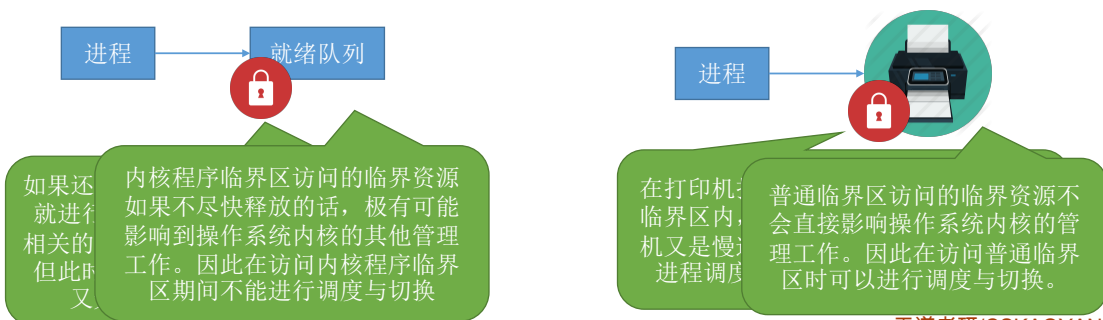 进程
就绪队列
进程
如果还
就进行
相关的
但此时
又
内核程序临界区访问的临界资源
如果不尽快释放的话，极有可能
影响到操作系统内核的其他管理
工作。因此在访问内核程序临界
区期间不能进行调度与切换
在打印机
临界区内，
机又是慢
进程调度
普通临界区访问的临界资源不
会直接影响操作系统内核的管
理工作。因此在访问普通临界
区时可以进行调度与切换。